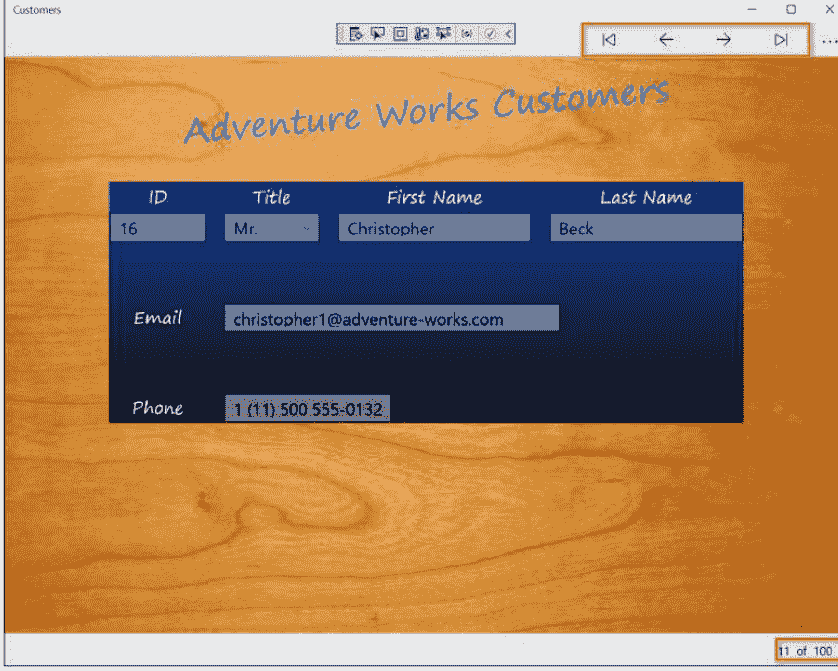 Customers
Adventure Works Customers
ID Title First Name Last Name
16 Mr. Christopher Beck
Email christopher1@adventure-works.com
Phone 1 (11) 500 555-0132
11 of 100